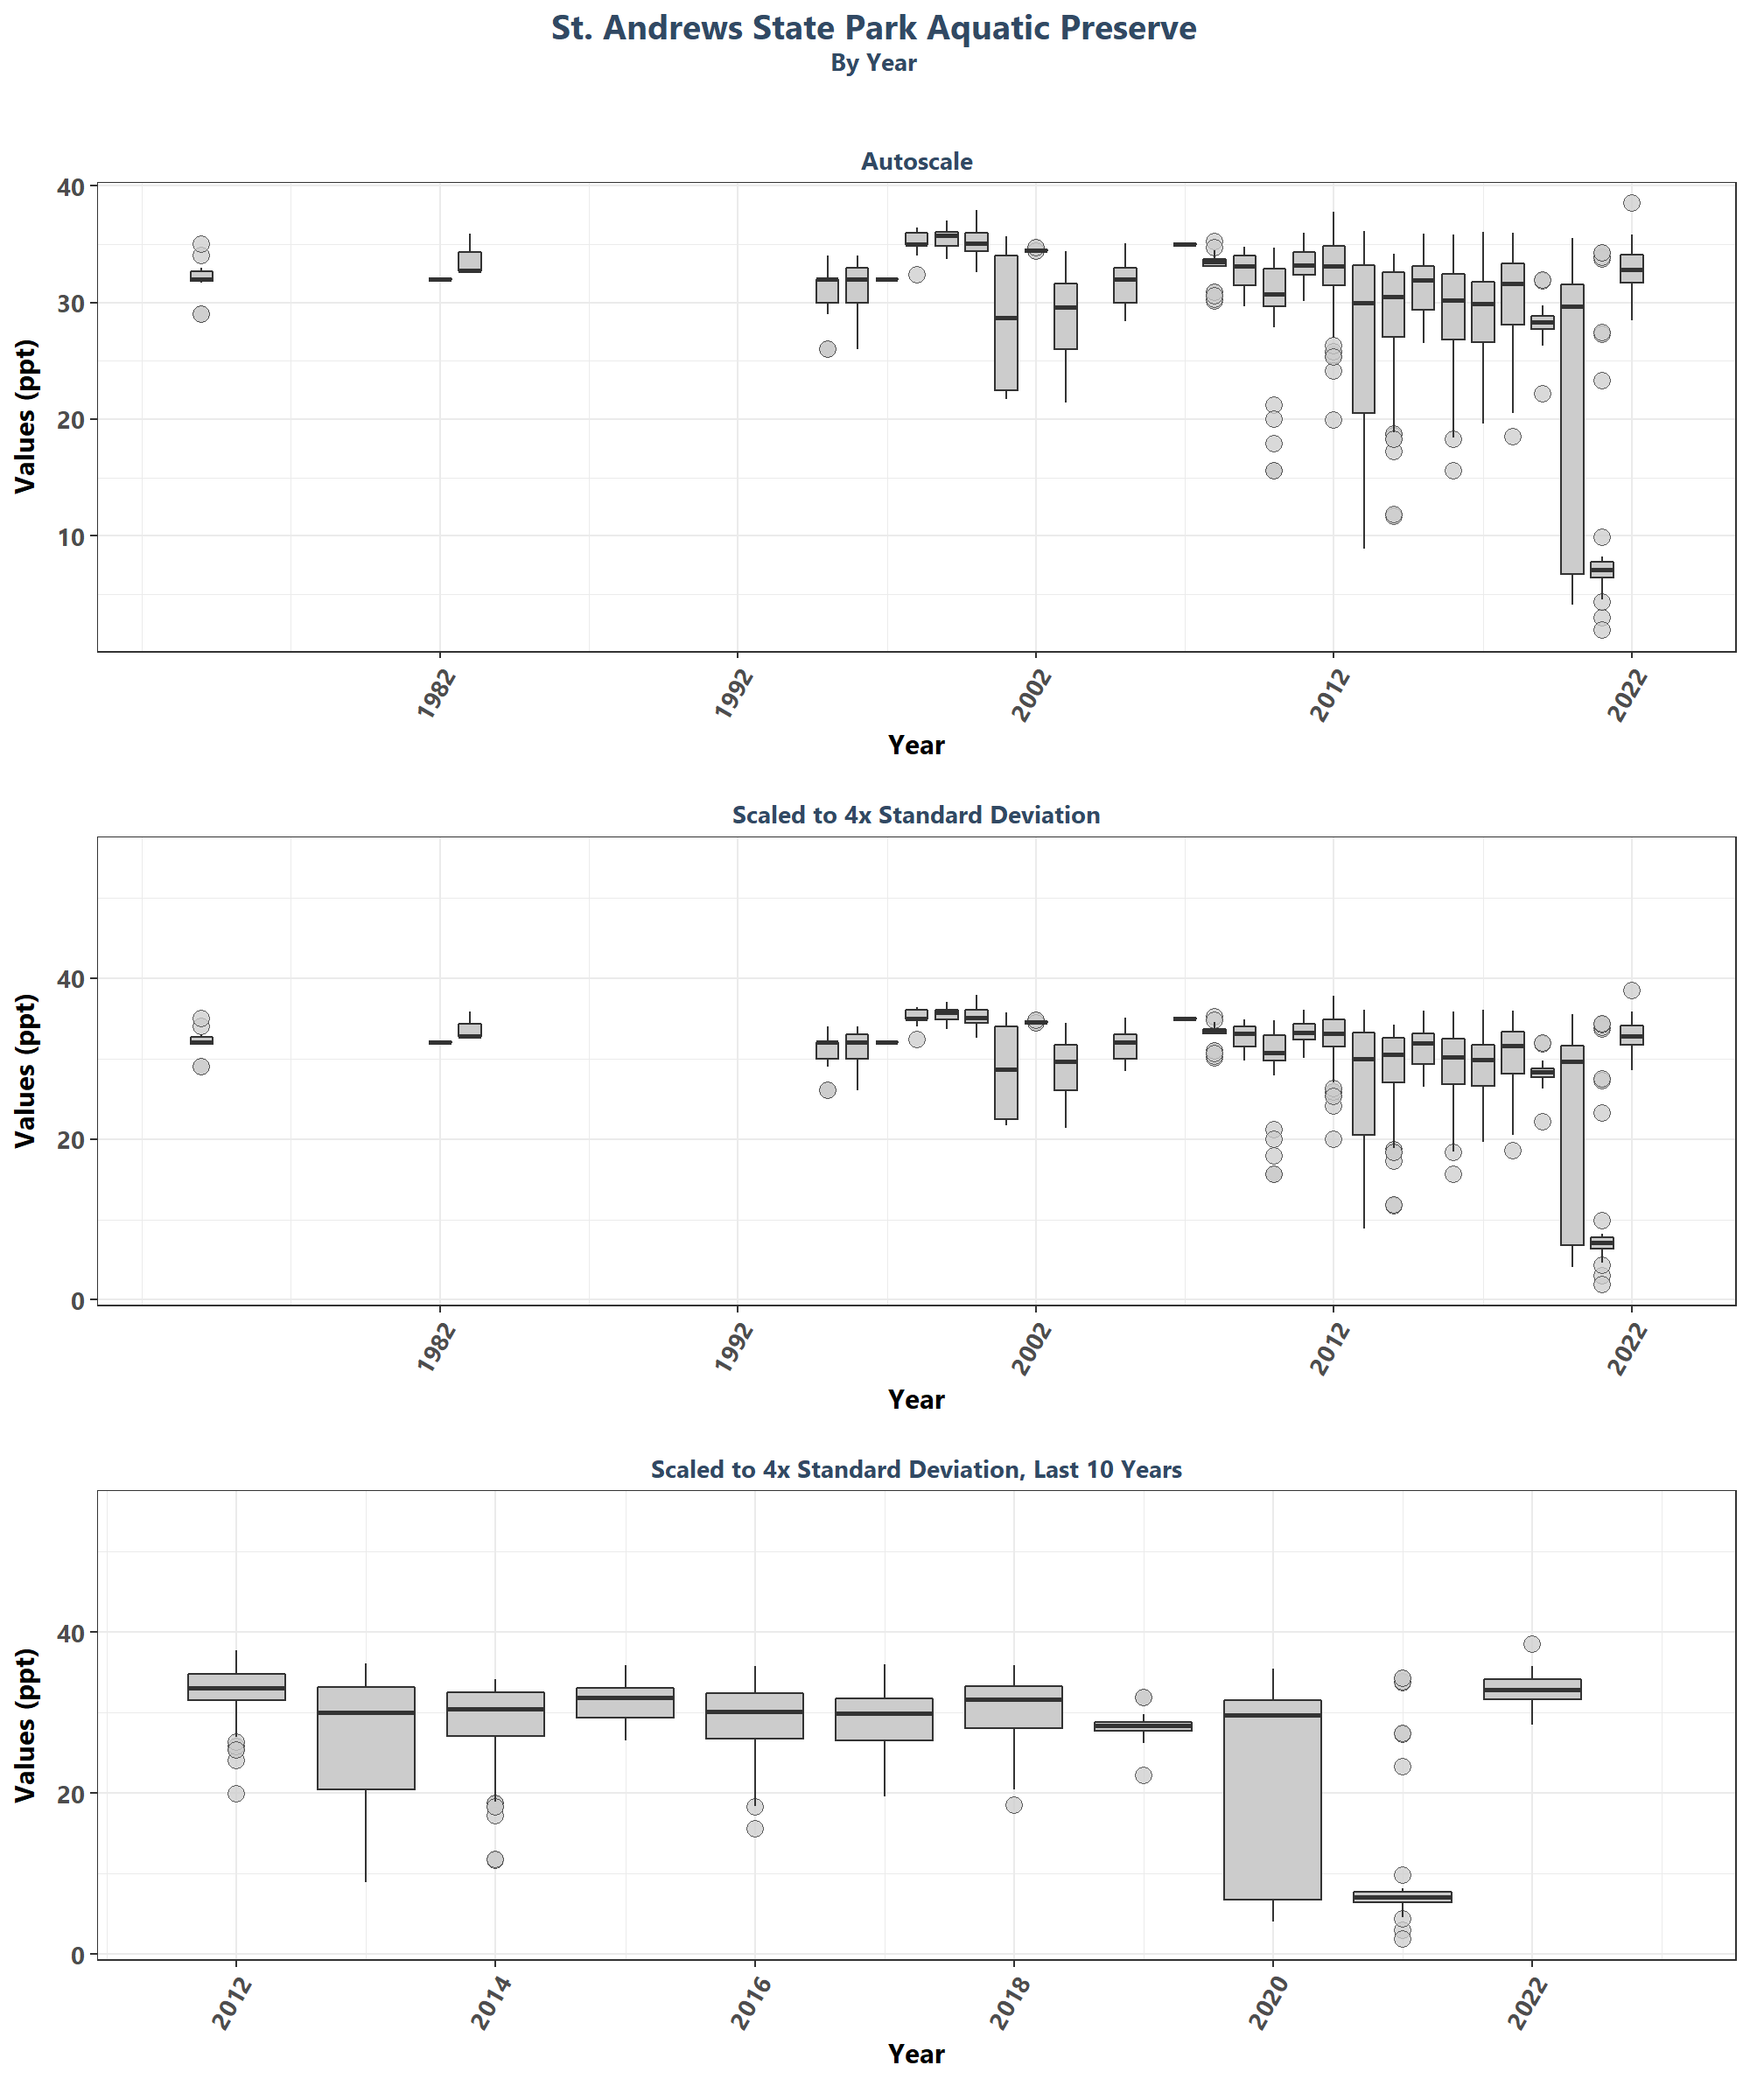 St. Andrews State Park Aquatic Preserve
By Year
Autoscale
Values (ppt)
40
30
20
10
1982
1992
2002
2012
2022
Year
Scaled to 4x Standard Deviation
Values (ppt)
40
20
0
1982
1992
2002
2012
2022
Year
Scaled to 4x Standard Deviation, Last 10 Years
Values (ppt)
40
20
0
2012
2014
2016
2018
2020
2022
Year